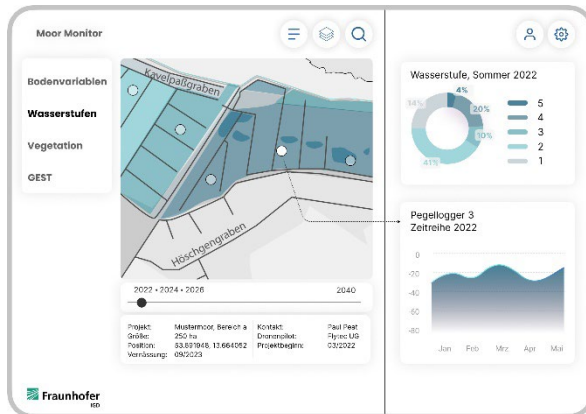 Moor Monitor
Bodenvariablen
Wasserstufen
Vegetation
GEST
Kavelpaßgraben
Höschgengraben
2022 • 2024 • 2026
2040
Projekt: Mustermoor, Bereich a
Größe: 250 ha
Position: 53.691948, 13.664052
Vernässung: 09/2023
Kontakt: Paul Peat
Dronenpilot: Flytec UG
Projektbeginn: 03/2022
Fraunhofer
IGD
Wasserstufe, Sommer 2022
4%
20%
10%
41%
5
4
3
2
1
Pegellogger 3
Zeitreihe 2022
0
-20
-40
-60
-80
Jan Feb Mrz Apr Mai